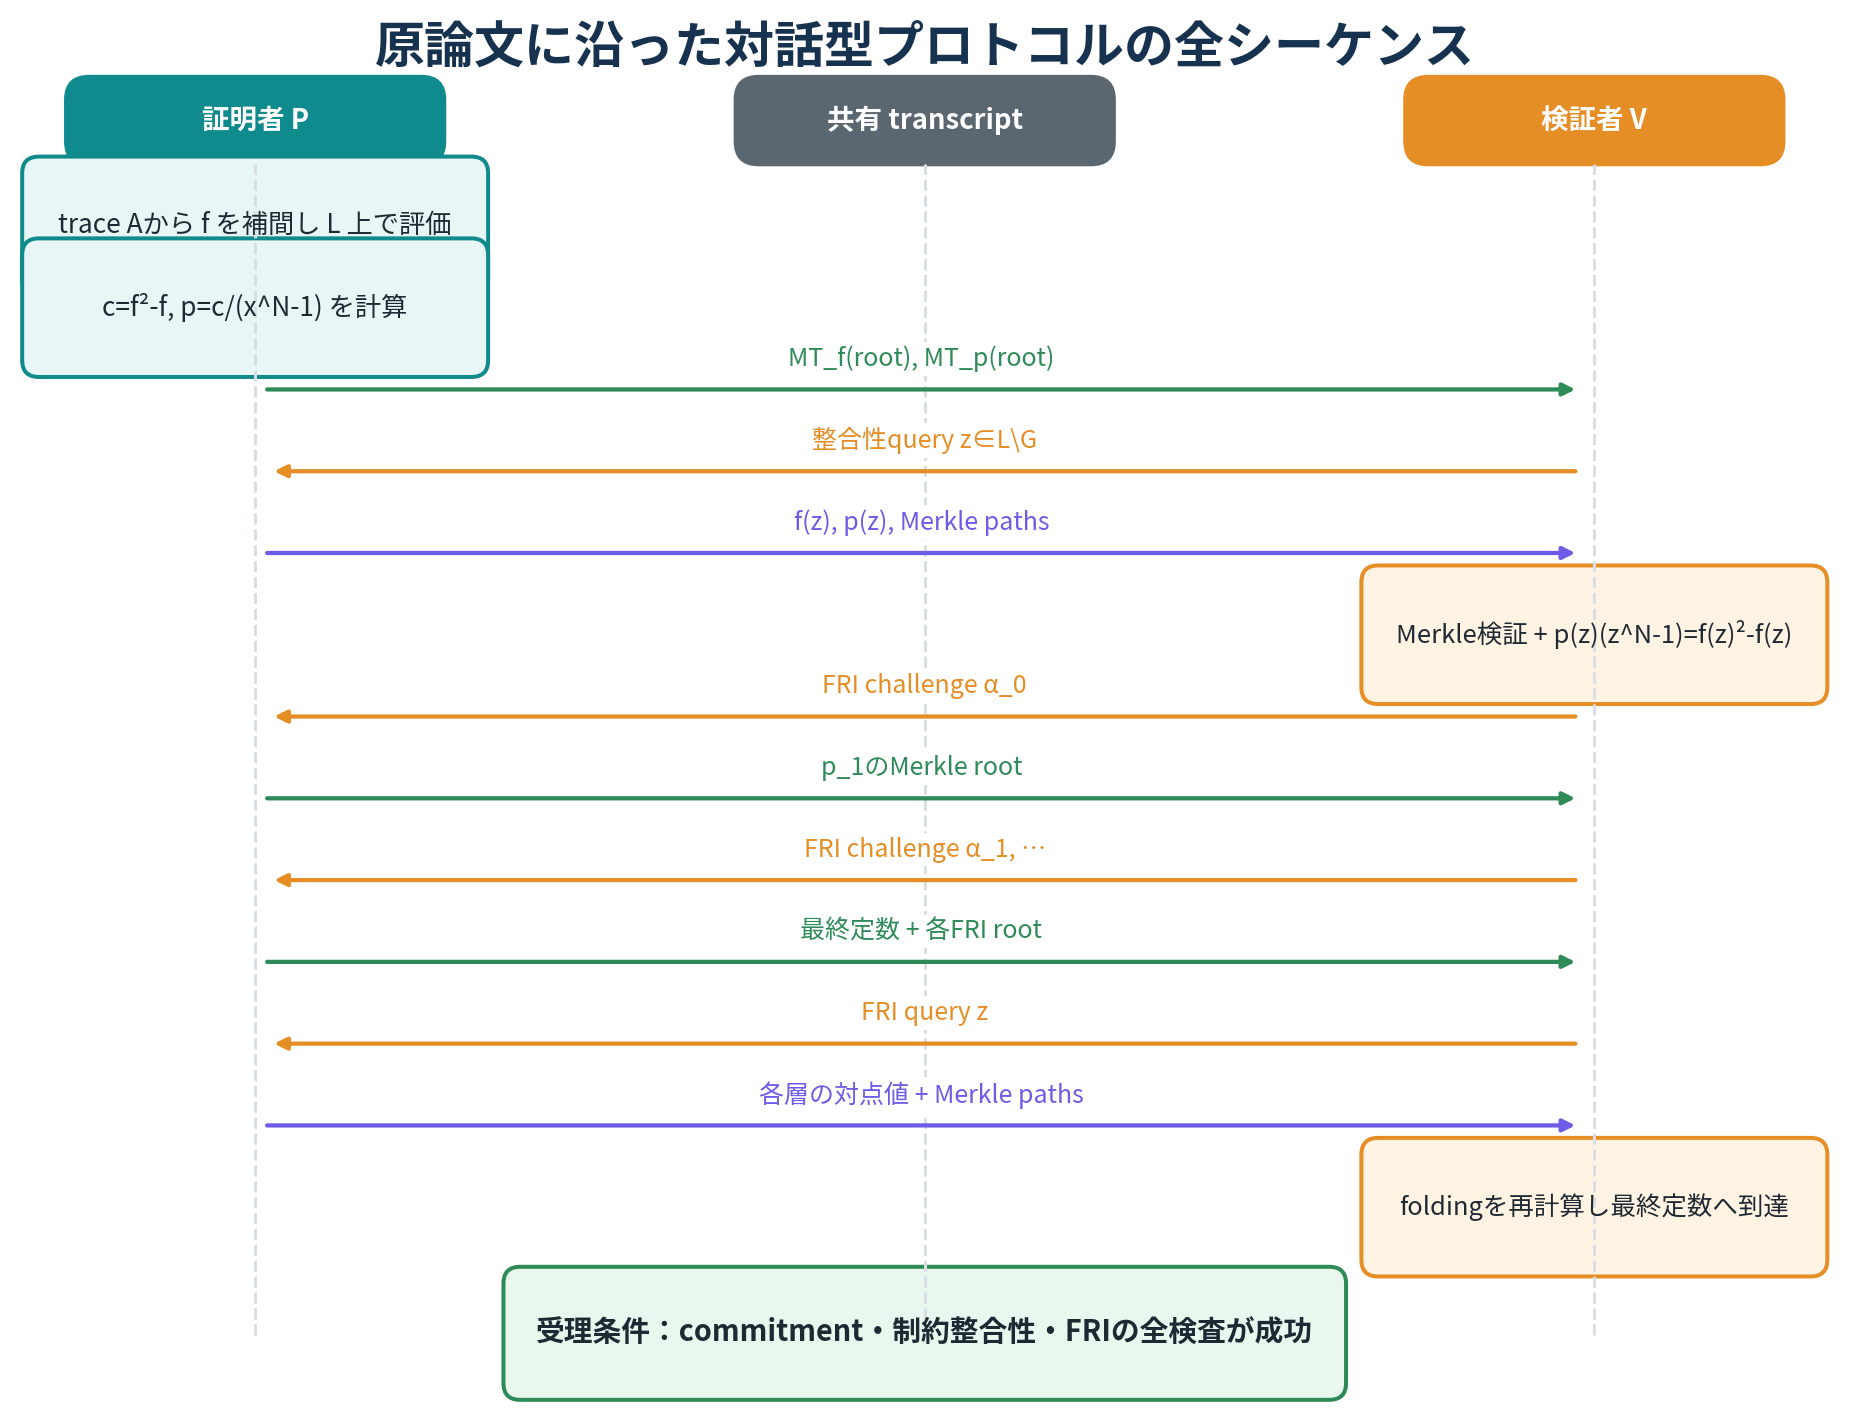 原論文に沿った対話型プロトコルの全シーケンス
証明者 P
共有 transcript
検証者 V
trace Aから f を補間し L 上で評価
c=f²-f, p=c/(x^N-1) を計算
MT_f(root), MT_p(root)
整合性query z∈L\G
f(z), p(z), Merkle paths
Merkle検証 + p(z)(z^N-1)=f(z)²-f(z)
FRI challenge α_0
p_1のMerkle root
FRI challenge α_1, …
最終定数 + 各FRI root
FRI query z
各層の対点値 + Merkle paths
foldingを再計算し最終定数へ到達
受理条件：commitment・制約整合性・FRIの全検査が成功